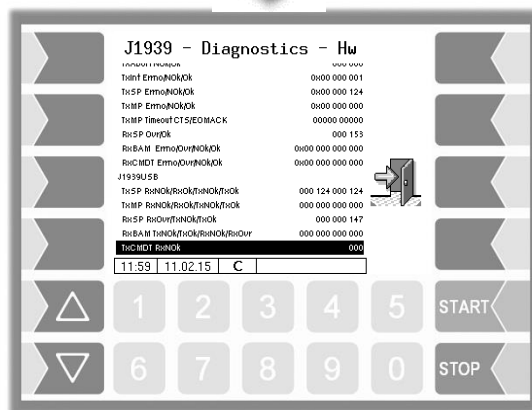 J1939 - Diagnostics - Hw
TxInt Errno/NOk/Ok 0x00 000 001
TxSP Errno/NOk/Ok 0x00 000 124
TxMP Errno/NOk/Ok 0x00 000 000
TxMP Timeout CTS/EOMACK 00000 00000
RxSP Ovr/Ok 000 153
RxBAM Errno/Ovr/NOk/Ok 0x00 000 000 000
RxCMDT Errno/Ovr/NOk/Ok 0x00 000 000 000
J1939USB
TxSP RxNOk/RxOk/TxNOk/TxOk 000 124 000 124
TxMP RxNOk/RxOk/TxNOk/TxOk 000 000 000 000
RxSP RxOvr/TxNOk/TxOk 000 000 147
RxBAM TxNOk/TxOk/RxNOk/RxOvr 000 000 000 000
TxCMDT RxNOk 000
11:59 11.02.15 C
1 2 3 4 5 START
6 7 8 9 0 STOP